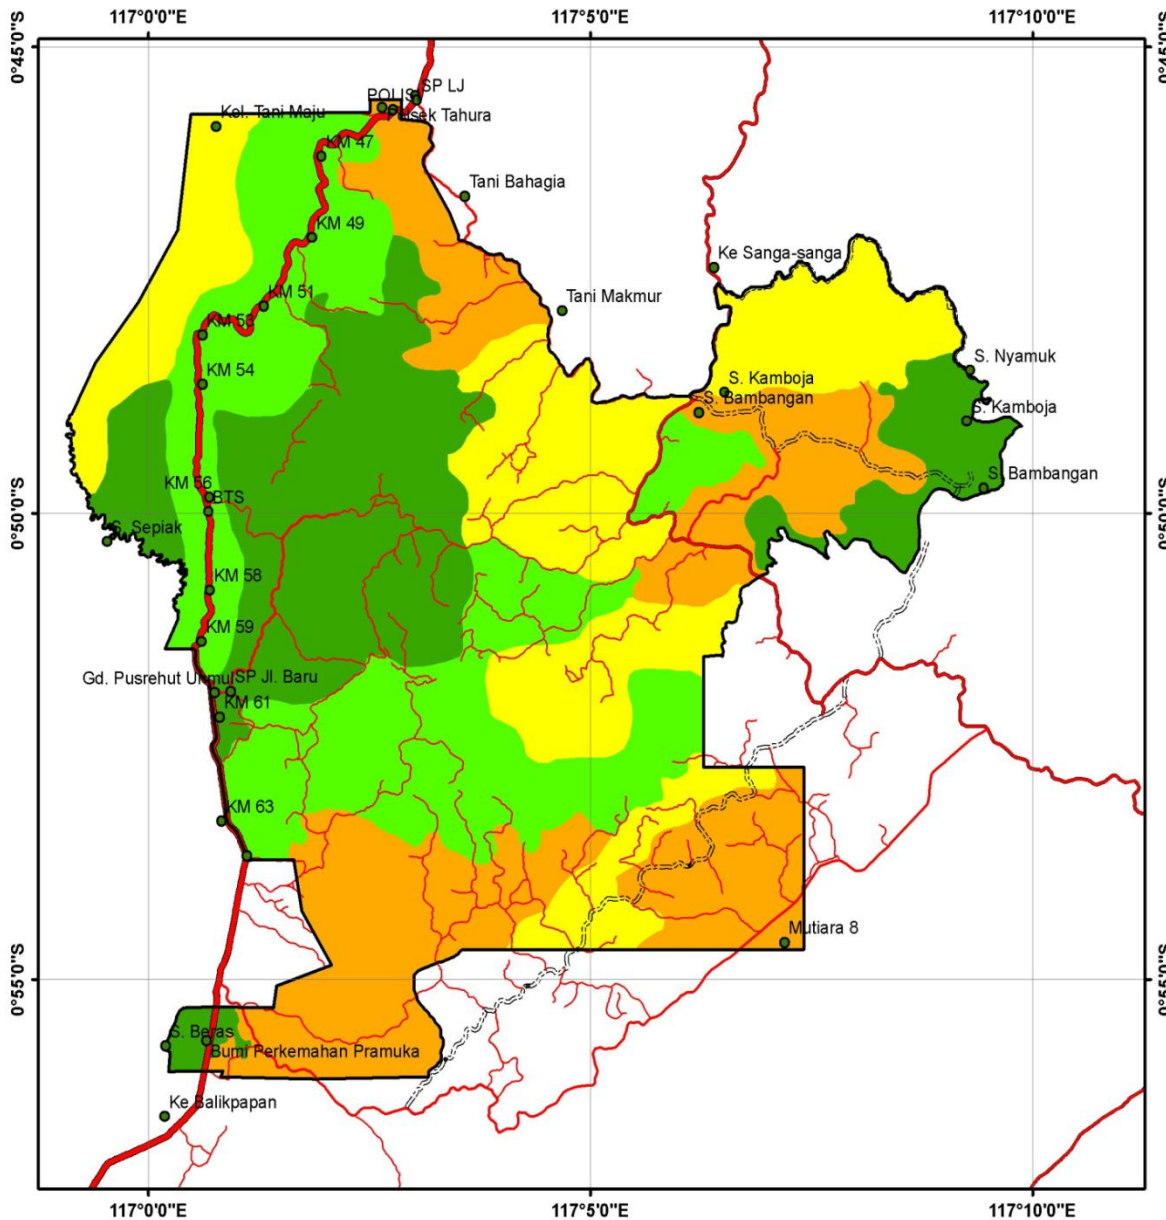 117°0'0"E
117°5'0"E
117°10'0"E
0°45'0"S
0°45'0"S
SP LJ
POLIS
Polsek Tahura
Kel. Tani Maju
KM 47
Tani Bahagia
KM 49
Ke Sanga-sanga
KM 51
Tani Makmur
KM 53
S. Nyamuk
KM 54
S. Kamboja
S. Bambangan
S. Kamboja
S. Bambangan
KM 56
BTS
0°50'0"S
0°50'0"S
S. Sepiak
KM 58
KM 59
Gd. Pusrehut Unmul
SP Jl. Baru
KM 61
KM 63
Mutiara 8
0°55'0"S
0°55'0"S
S. Beras
Bumi Perkemahan Pramuka
Ke Balikpapan
117°0'0"E
117°5'0"E
117°10'0"E